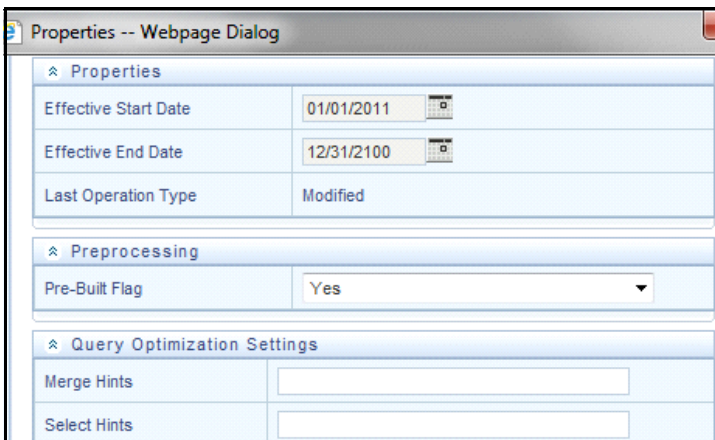 Properties -- Webpage Dialog
Properties
Effective Start Date 01/01/2011
Effective End Date 12/31/2100
Last Operation Type Modified
Preprocessing
Pre-Built Flag Yes
Query Optimization Settings
Merge Hints
Select Hints